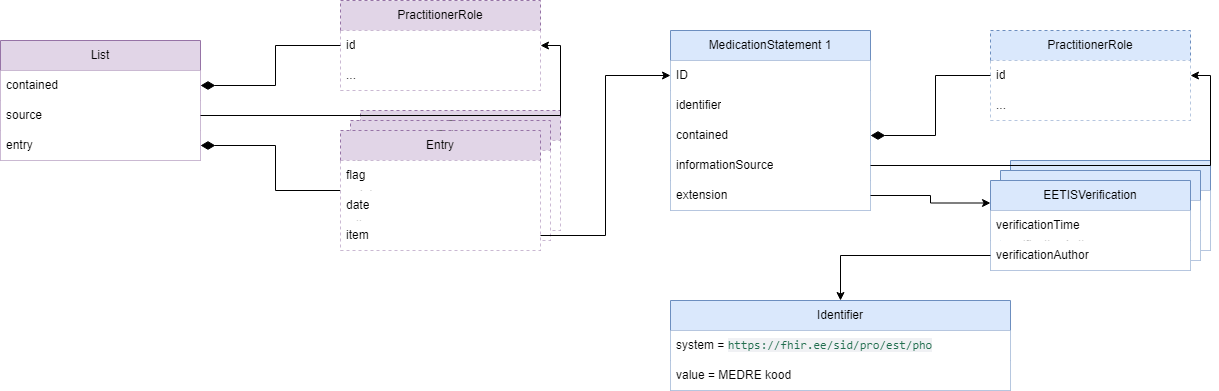 List
contained
source
entry
PractitionerRole
id
...
Entry
flag
date
item
MedicationStatement 1
ID
identifier
contained
informationSource
extension
PractitionerRole
id
...
EETISVerification
verificationTime
verificationAuthor
Identifier
system = https://fhir.ee/sid/pro/est/pho
value = MEDRE kood